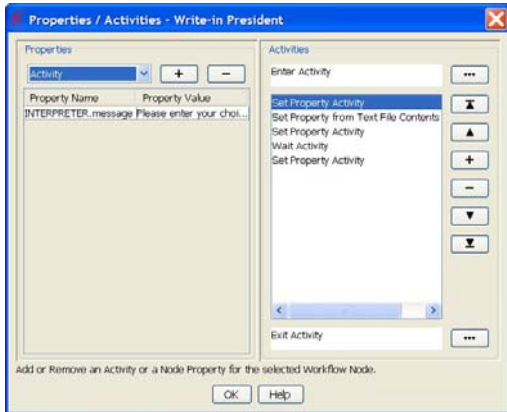 Properties / Activities - Write-in President
Properties
Activity
+
−
Property Name Property Value
INTERPRETER.message Please enter your choi...
Activities
Enter Activity
...
Set Property Activity
Set Property from Text File Contents
Set Property Activity
Wait Activity
Set Property Activity
+
−
Exit Activity
...
Add or Remove an Activity or a Node Property for the selected Workflow Node.
OK Help